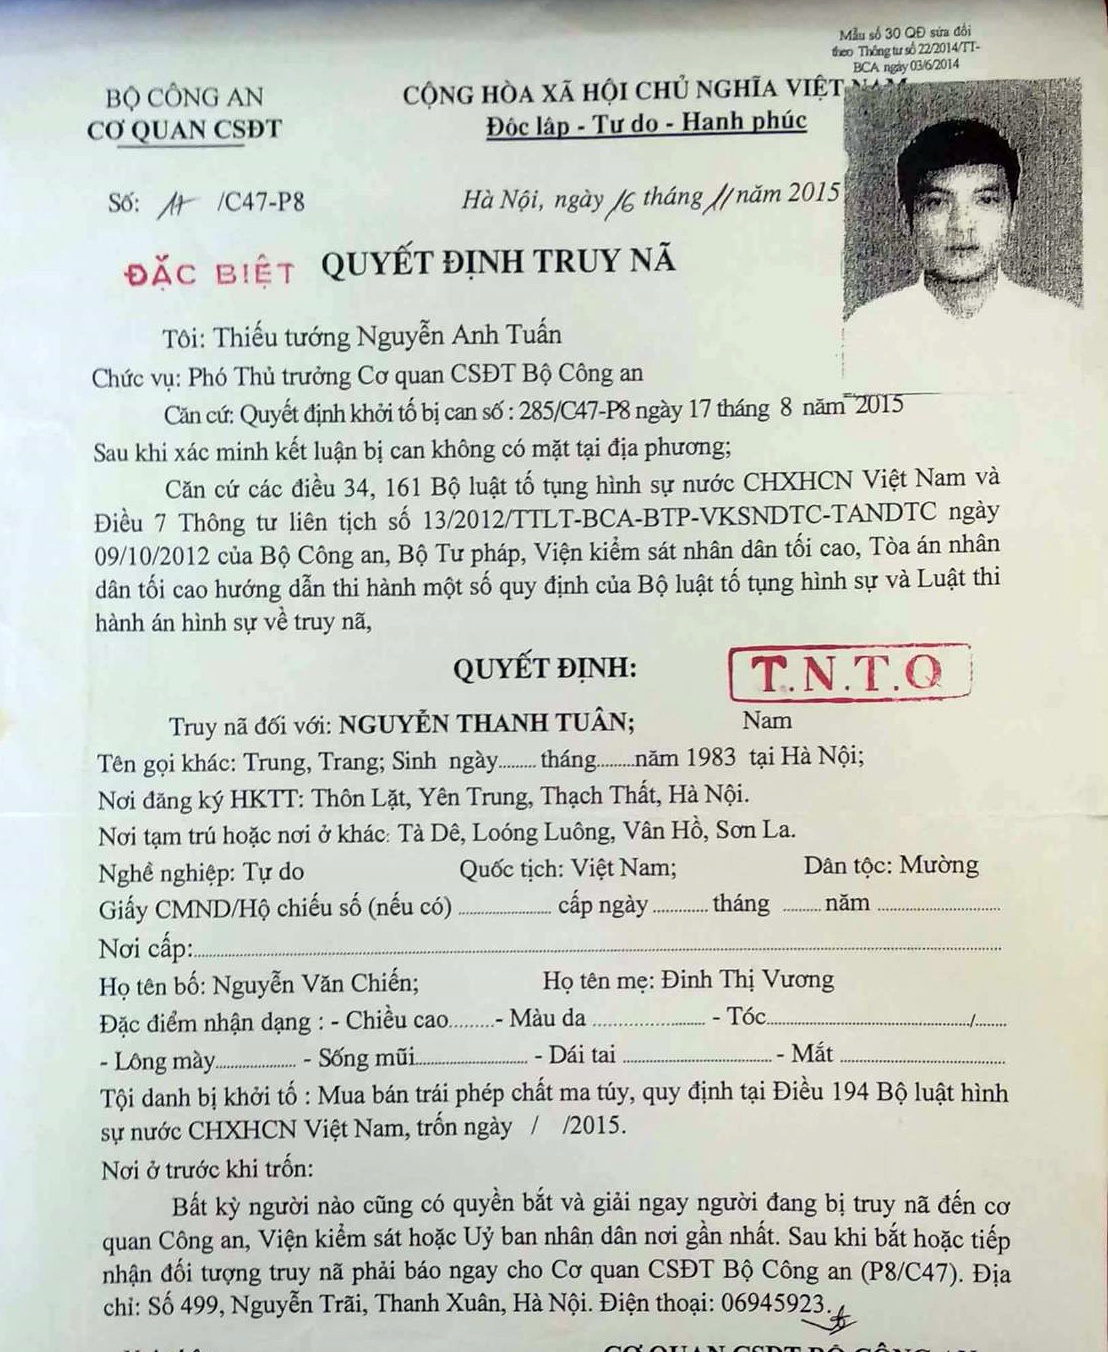 Mẫu số 30 QĐ sửa đổi
theo Thông tư số 22/2014/TT-
BCA ngày 03/6/2014
BỘ CÔNG AN
CƠ QUAN CSĐT
CỘNG HÒA XÃ HỘI CHỦ NGHĨA VIỆT NAM
Độc lập - Tự do - Hạnh phúc
Số: /C47-P8
Hà Nội, ngày 16 tháng 11 năm 2015
ĐẶC BIỆT QUYẾT ĐỊNH TRUY NÃ
Tôi: Thiếu tướng Nguyễn Anh Tuấn
Chức vụ: Phó Thủ trưởng Cơ quan CSĐT Bộ Công an
Căn cứ: Quyết định khởi tố bị can số : 285/C47-P8 ngày 17 tháng 8 năm 2015
Sau khi xác minh kết luận bị can không có mặt tại địa phương;
Căn cứ các điều 34, 161 Bộ luật tố tụng hình sự nước CHXHCN Việt Nam và
Điều 7 Thông tư liên tịch số 13/2012/TTLT-BCA-BTP-VKSNDTC-TANDTC ngày
09/10/2012 của Bộ Công an, Bộ Tư pháp, Viện kiểm sát nhân dân tối cao, Tòa án nhân
dân tối cao hướng dẫn thi hành một số quy định của Bộ luật tố tụng hình sự và Luật thi
hành án hình sự về truy nã,
QUYẾT ĐỊNH:
T.N.T.Q
Truy nã đối với: NGUYỄN THANH TUÂN; Nam
Tên gọi khác: Trung, Trang; Sinh ngày........ tháng........năm 1983 tại Hà Nội;
Nơi đăng ký HKTT: Thôn Lặt, Yên Trung, Thạch Thất, Hà Nội.
Nơi tạm trú hoặc nơi ở khác: Tà Dê, Loóng Luông, Vân Hồ, Sơn La.
Nghề nghiệp: Tự do Quốc tịch: Việt Nam; Dân tộc: Mường
Giấy CMND/Hộ chiếu số (nếu có) .................... cấp ngày ............ tháng ........ năm ..........................
Nơi cấp:..............................
Họ tên bố: Nguyễn Văn Chiến; Họ tên mẹ: Đinh Thị Vương
Đặc điểm nhận dạng : - Chiều cao.........- Màu da ........................ - Tóc............................................./.......
- Lông mày................. - Sống mũi........................ - Dái tai ................................ - Mắt ....................................
Tội danh bị khởi tố : Mua bán trái phép chất ma túy, quy định tại Điều 194 Bộ luật hình
sự nước CHXHCN Việt Nam, trốn ngày / /2015.
Nơi ở trước khi trốn:
Bất kỳ người nào cũng có quyền bắt và giải ngay người đang bị truy nã đến cơ
quan Công an, Viện kiểm sát hoặc Uỷ ban nhân dân nơi gần nhất. Sau khi bắt hoặc tiếp
nhận đối tượng truy nã phải báo ngay cho Cơ quan CSĐT Bộ Công an (P8/C47). Địa
chỉ: Số 499, Nguyễn Trãi, Thanh Xuân, Hà Nội. Điện thoại: 06945923.
CƠ QUAN CSĐT BỘ CÔNG AN